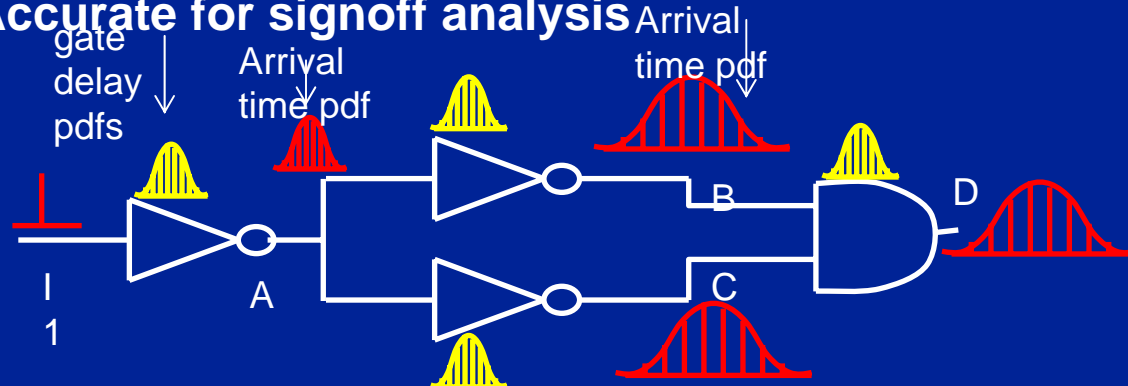 Accurate for signoff analysis
gate
delay
pdfs
Arrival
time pdf
Arrival
time pdf
B
D
I
1
A
C